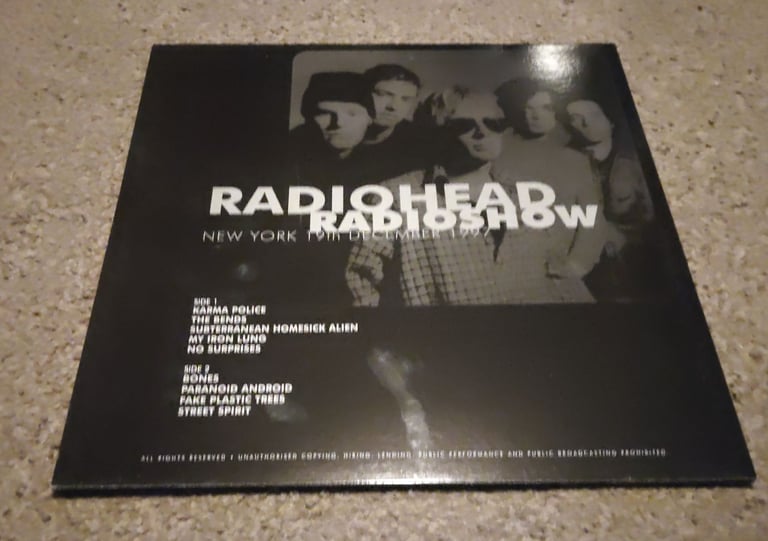 RADIOHEAD
RADIOSHOW
NEW YORK 19th DECEMBER 1997
SIDE 1
KARMA POLICE
THE BENDS
SUBTERRANEAN HOMESICK ALIEN
MY IRON LUNG
NO SURPRISES
SIDE 2
BONES
PARANOID ANDROID
FAKE PLASTIC TREES
STREET SPIRIT
ALL RIGHTS RESERVED • UNAUTHORISED COPYING, HIRING, LENDING, PUBLIC PERFORMANCE AND PUBLIC BROADCASTING PROHIBITED